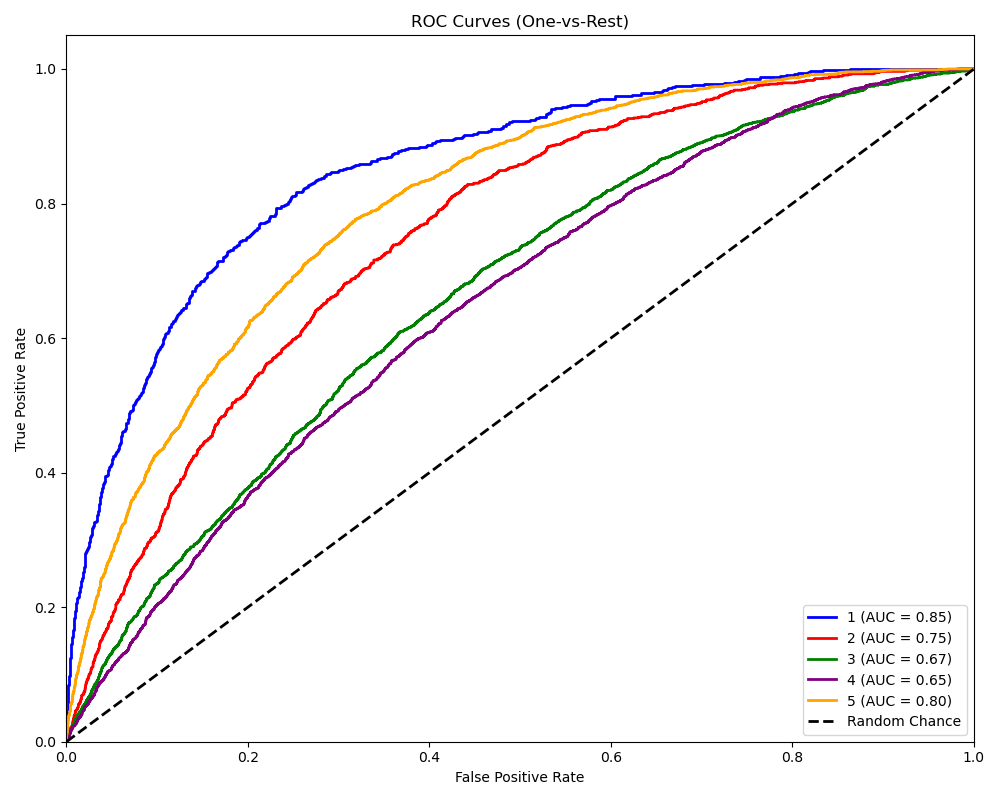 ROC Curves (One-vs-Rest)
True Positive Rate
1.0
0.8
0.6
0.4
0.2
0.0
0.0 0.2 0.4 0.6 0.8 1.0
False Positive Rate
1 (AUC = 0.85)
2 (AUC = 0.75)
3 (AUC = 0.67)
4 (AUC = 0.65)
5 (AUC = 0.80)
Random Chance